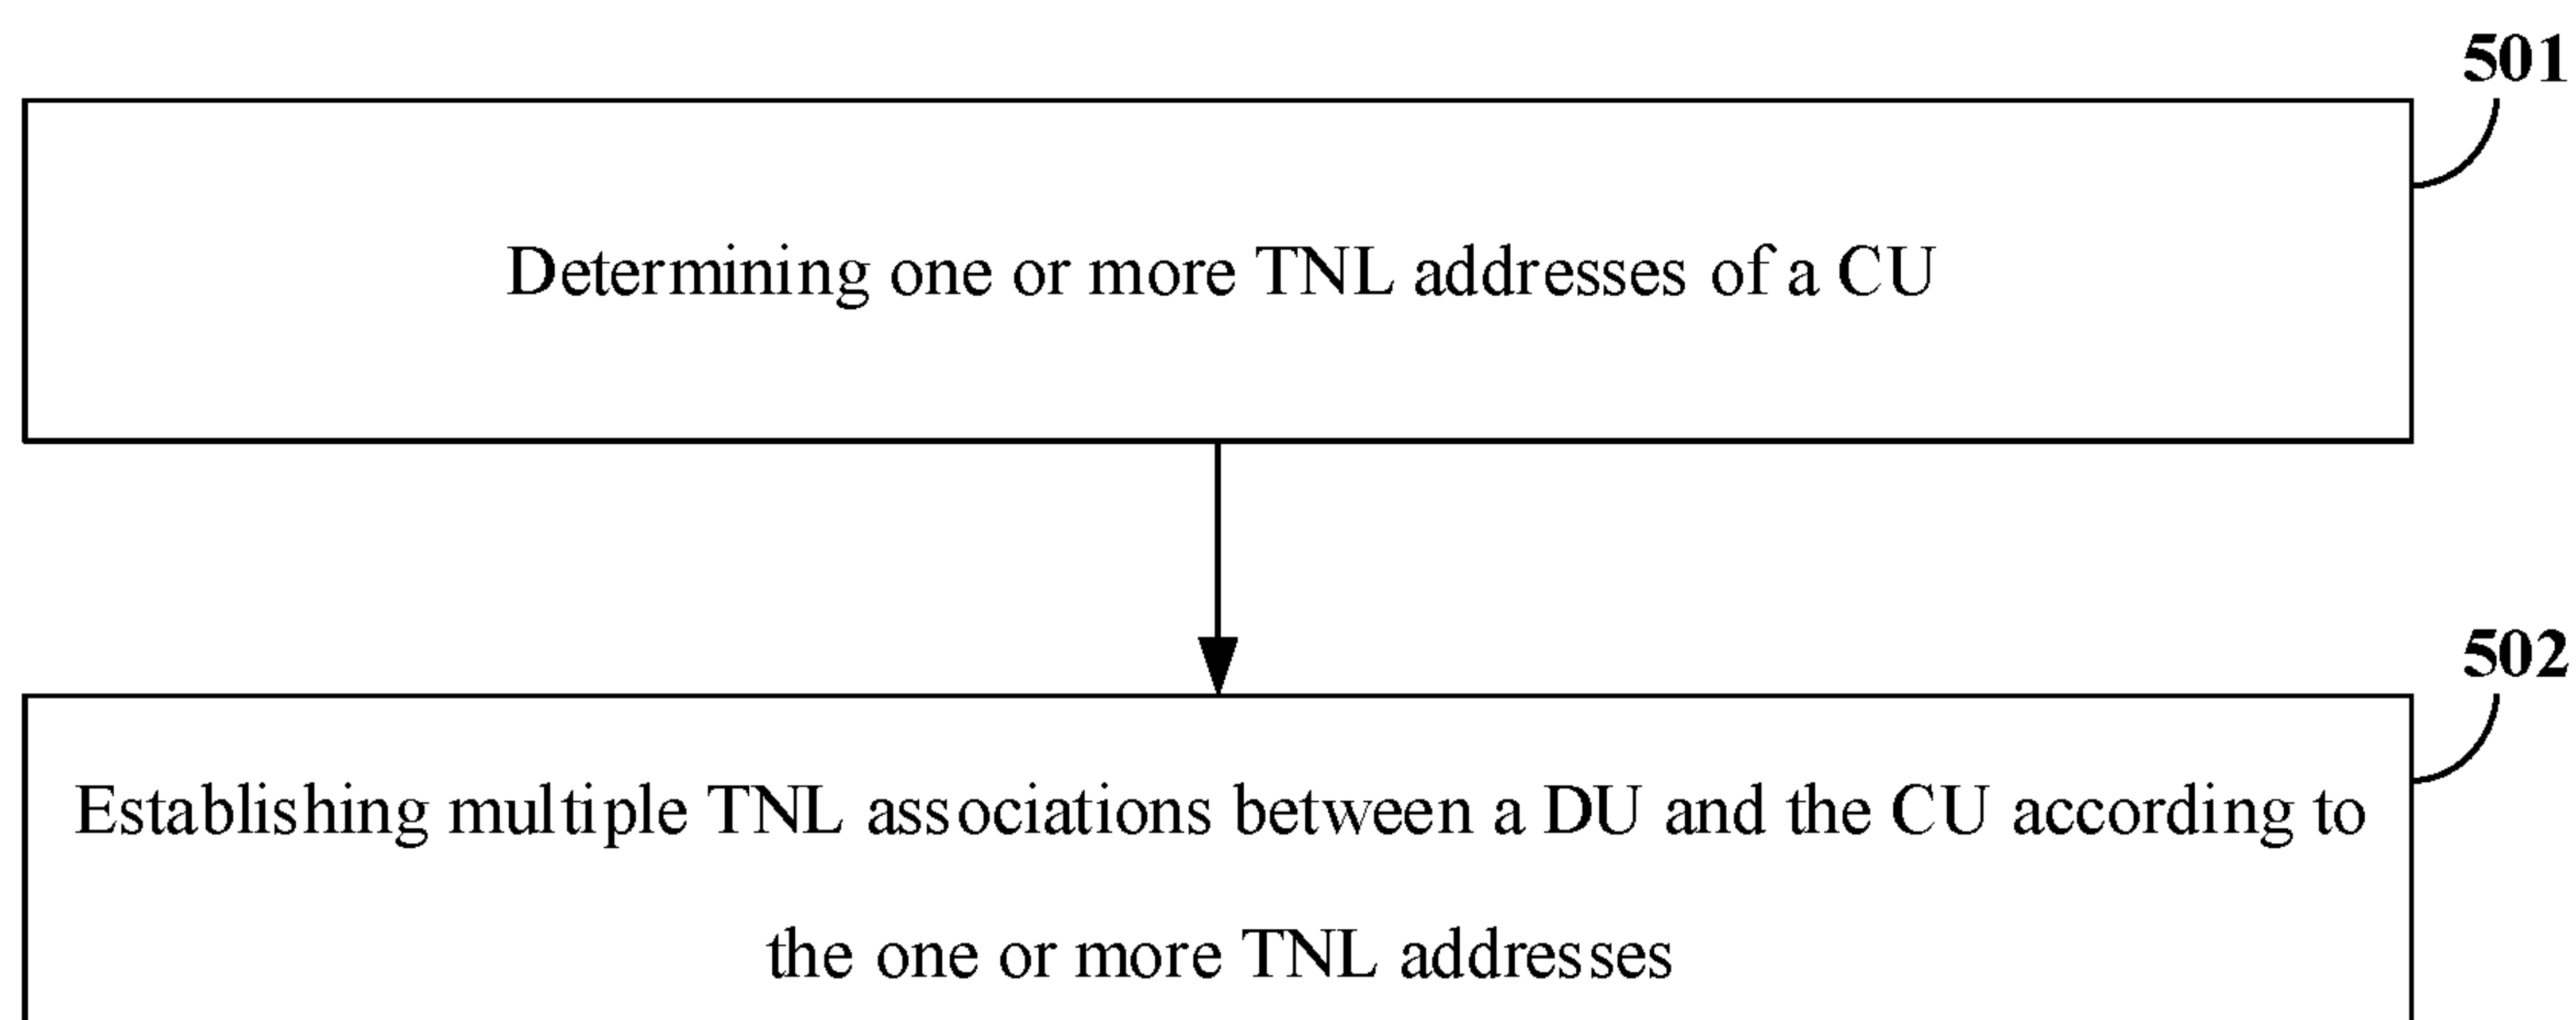 501
Determining one or more TNL addresses of a CU
502
Establishing multiple TNL associations between a DU and the CU according to
the one or more TNL addresses